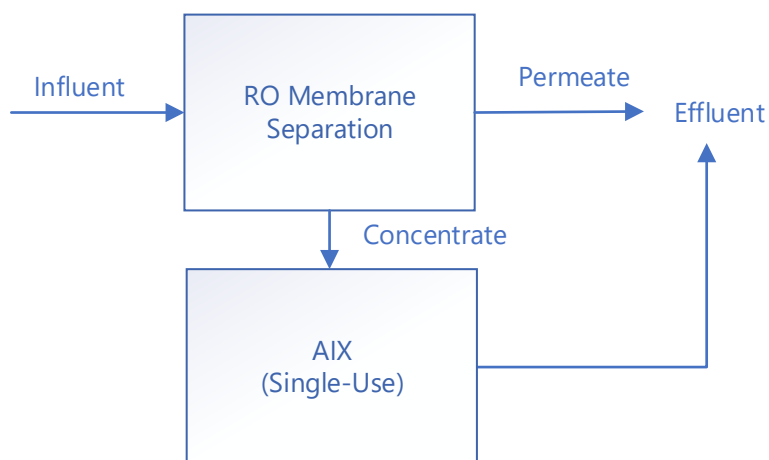 Influent
RO Membrane
Separation
Permeate
Effluent
Concentrate
AIX
(Single-Use)